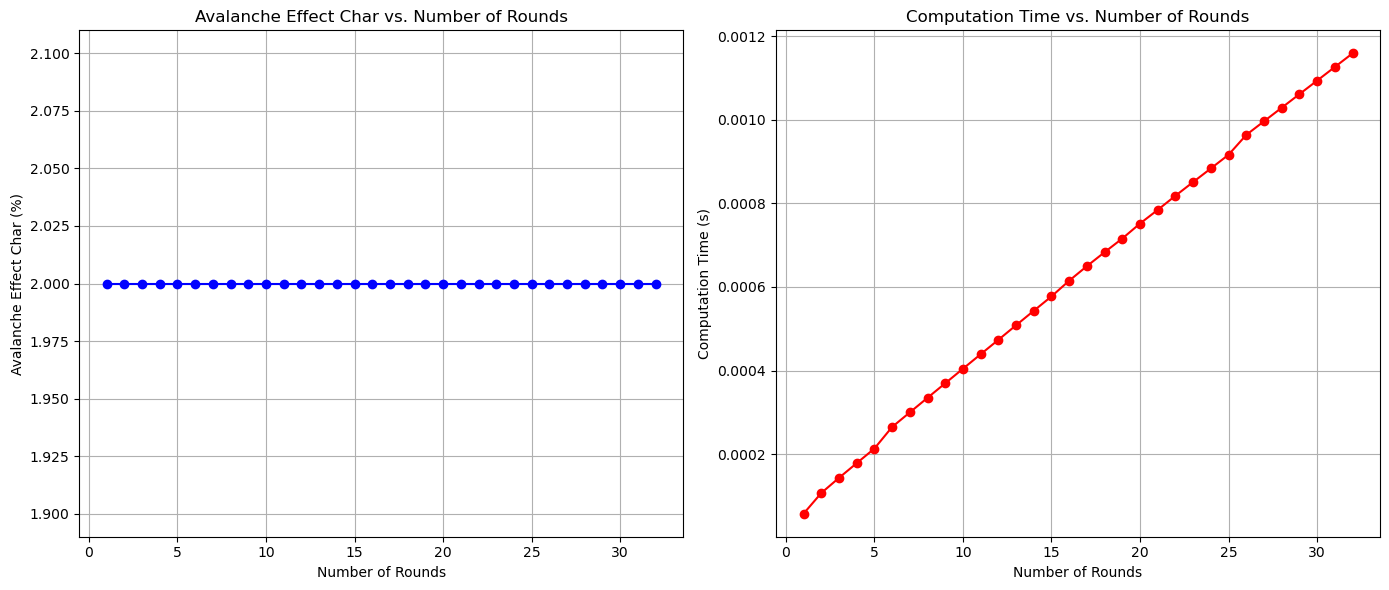 Avalanche Effect Char vs. Number of Rounds
Avalanche Effect Char (%)
2.100
2.075
2.050
2.025
2.000
1.975
1.950
1.925
1.900
0 5 10 15 20 25 30
Number of Rounds
Computation Time vs. Number of Rounds
Computation Time (s)
0.0012
0.0010
0.0008
0.0006
0.0004
0.0002
0 5 10 15 20 25 30
Number of Rounds